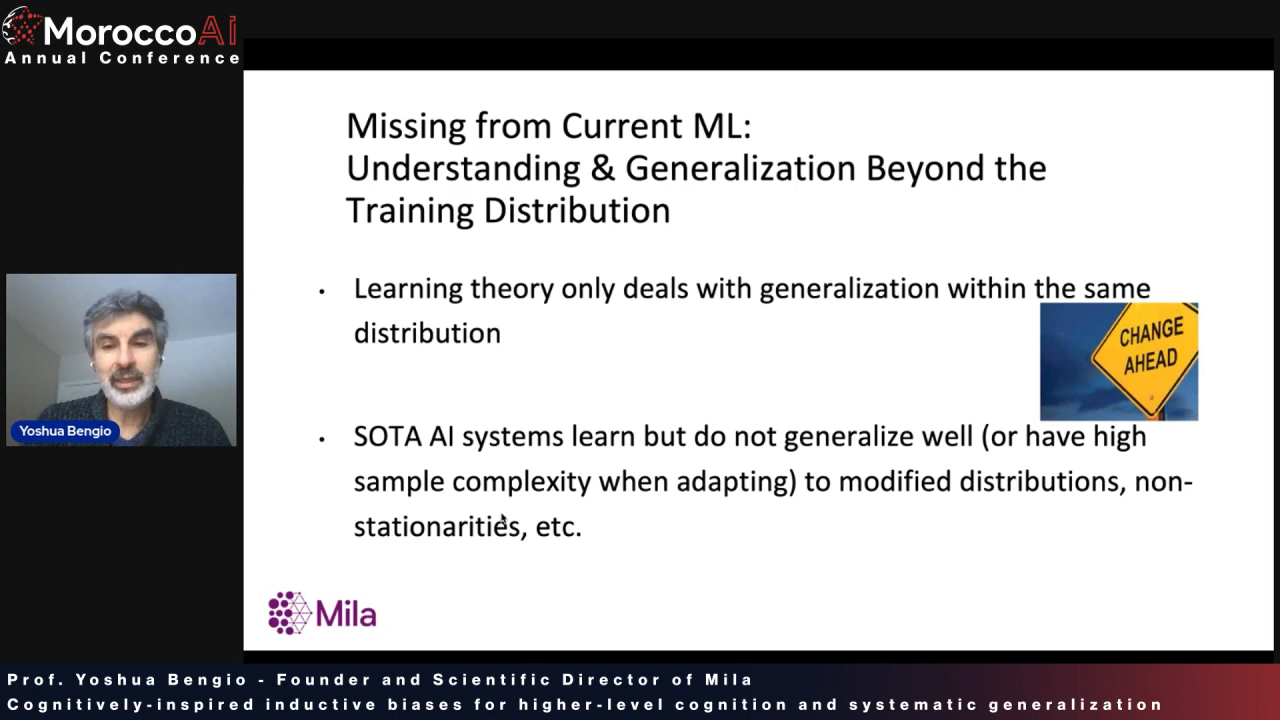 MoroccoAi
Annual Conference
Missing from Current ML:
Understanding & Generalization Beyond the
Training Distribution
• Learning theory only deals with generalization within the same
distribution
CHANGE
AHEAD
• SOTA AI systems learn but do not generalize well (or have high
sample complexity when adapting) to modified distributions, non-
stationarities, etc.
Yoshua Bengio
Mila
Prof. Yoshua Bengio - Founder and Scientific Director of Mila
Cognitively-inspired inductive biases for higher-level cognition and systematic generalization